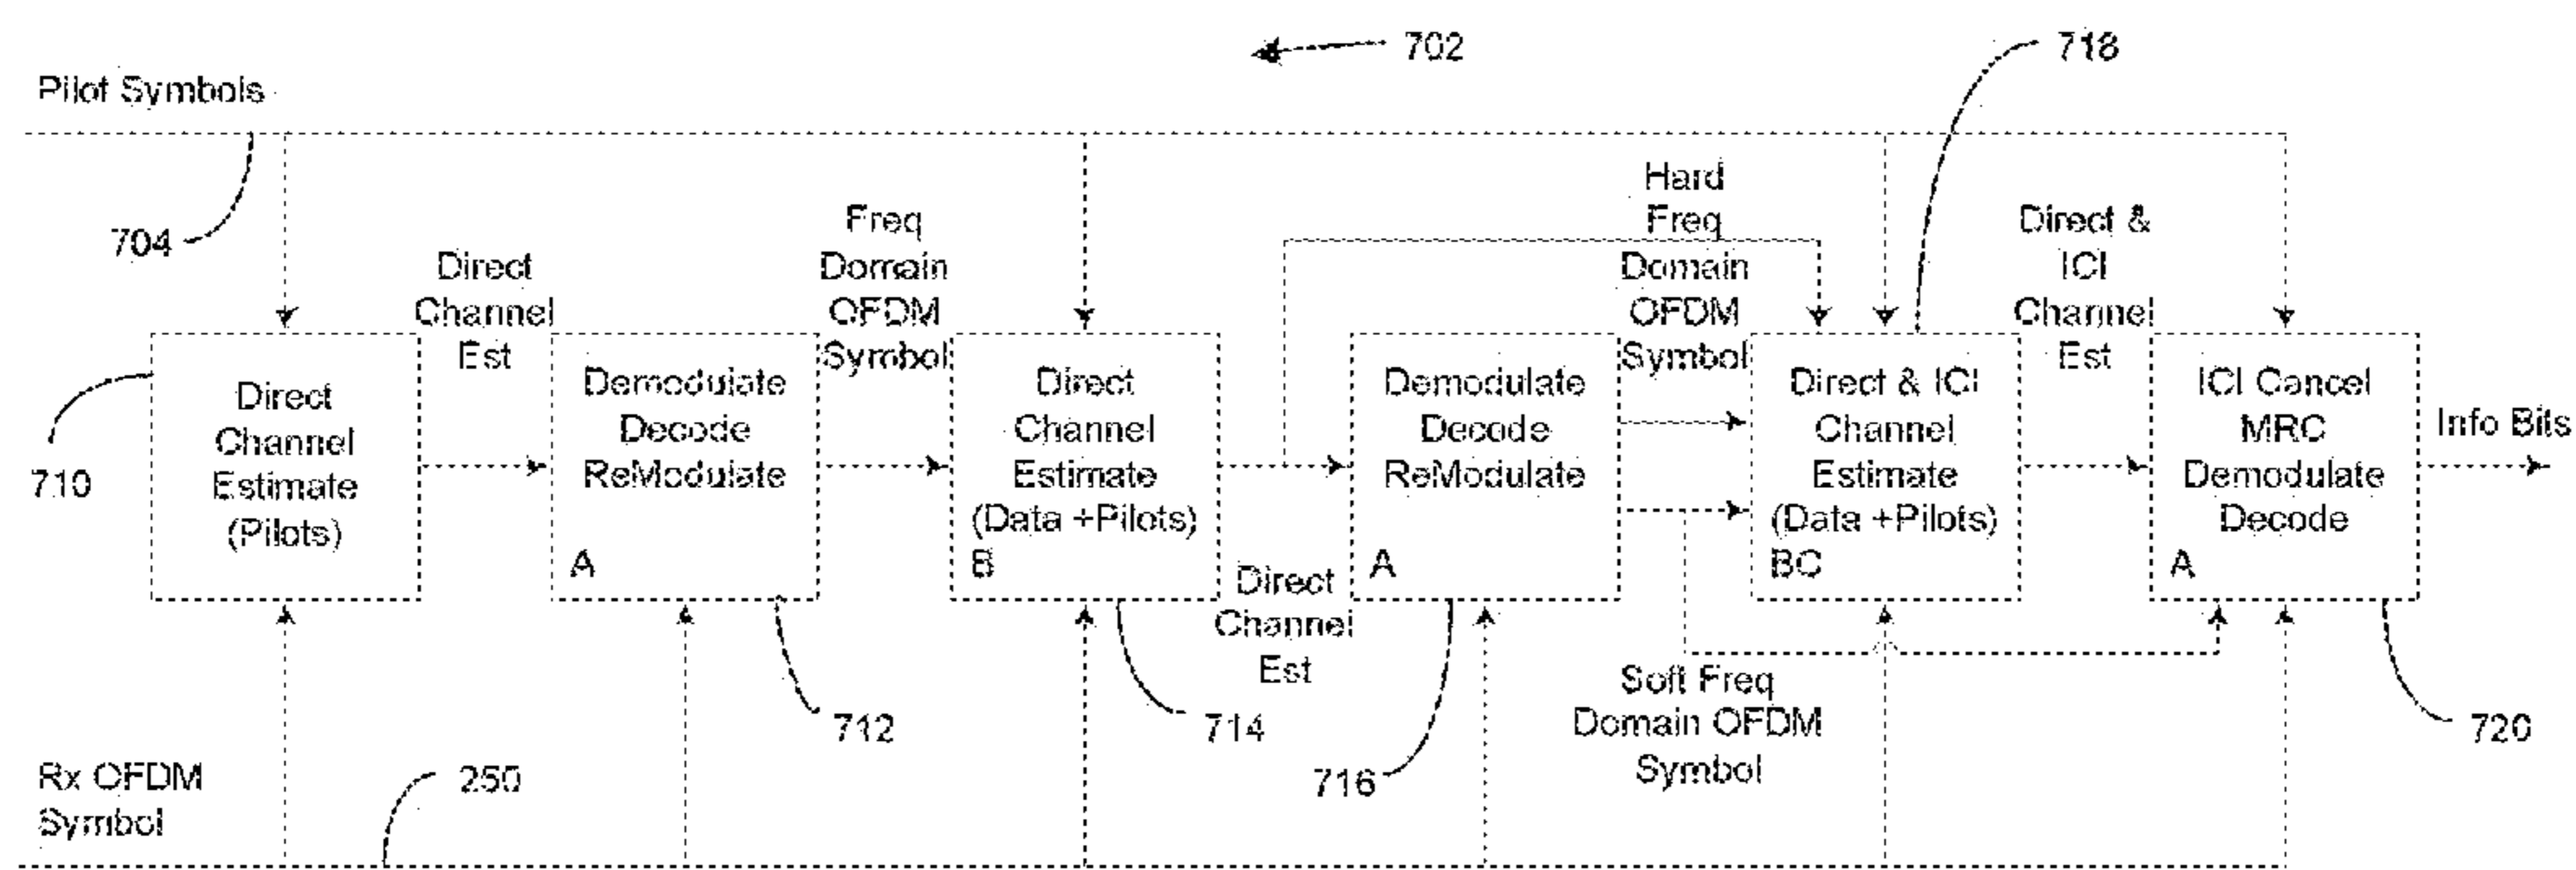 702
718
Pilot Symbols
704
Direct
Channel
Est
Freq
Domain
OFDM
Symbol
Hard
Freq
Domain
OFDM
Symbol
Direct &
ICI
Channel
Est
710
Direct
Channel
Estimate
(Pilots)
Demodulate
Decode
ReModulate
A
Direct
Channel
Estimate
(Data +Pilots)
B
Direct
Channel
Est
Demodulate
Decode
ReModulate
A
Direct & ICI
Channel
Estimate
(Data +Pilots)
BC
ICI Cancel
MRC
Demodulate
Decode
A
Info Bits
712
714
716
Soft Freq
Domain OFDM
Symbol
720
Rx OFDM
Symbol
250